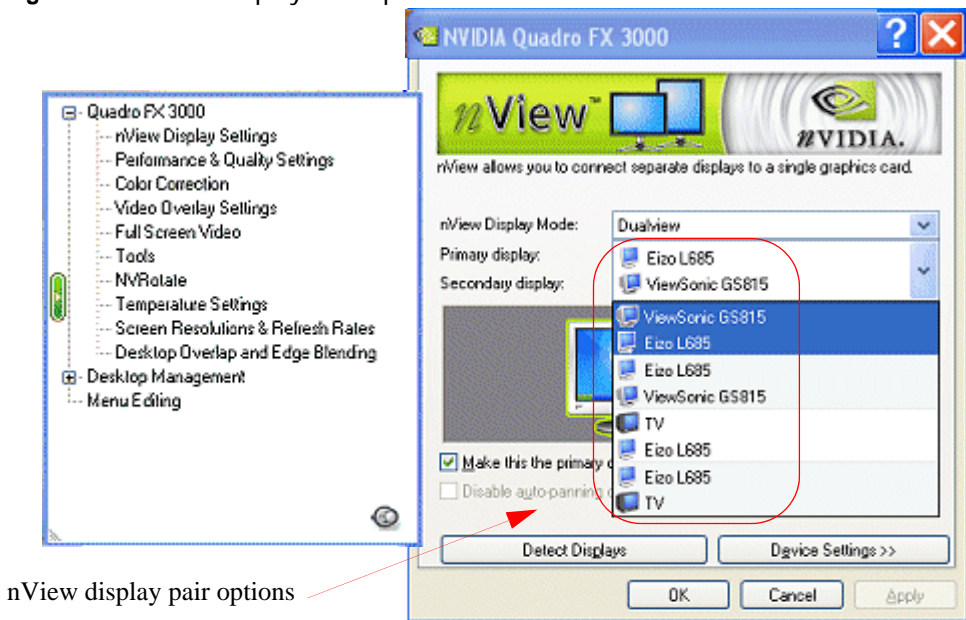 NVIDIA Quadro FX 3000
?
nView™
NVIDIA.
nView allows you to connect separate displays to a single graphics card.
nView Display Mode:
Dualview
Primary display:
Eizo L685
Secondary display:
ViewSonic GS815
ViewSonic GS815
Eizo L685
Eizo L685
ViewSonic GS815
TV
Eizo L685
Eizo L685
TV
Make this the primary
Disable auto-panning
Detect Displays
Device Settings >>
OK
Cancel
Apply
Quadro FX 3000
nView Display Settings
Performance & Quality Settings
Color Correction
Video Overlay Settings
Full Screen Video
Tools
NVRotate
Temperature Settings
Screen Resolutions & Refresh Rates
Desktop Overlap and Edge Blending
Desktop Management
Menu Editing
nView display pair options